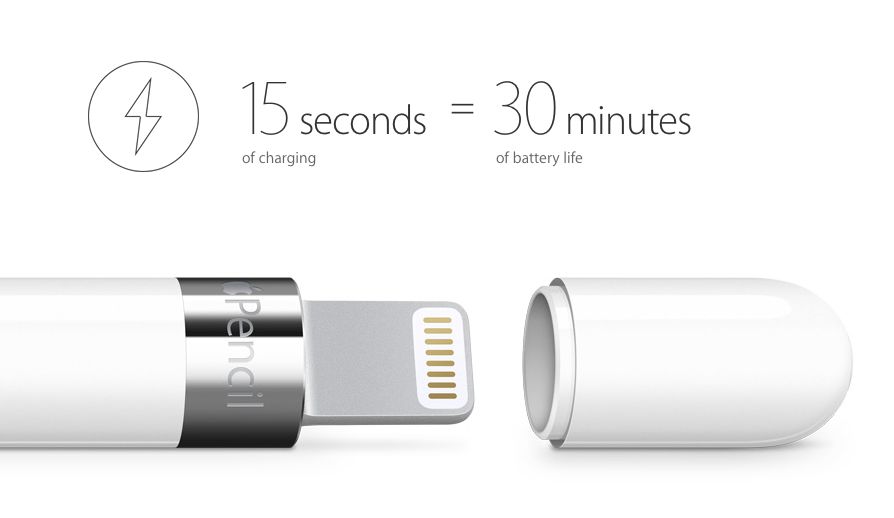 15 seconds = 30 minutes
of charging of battery life
Pencil